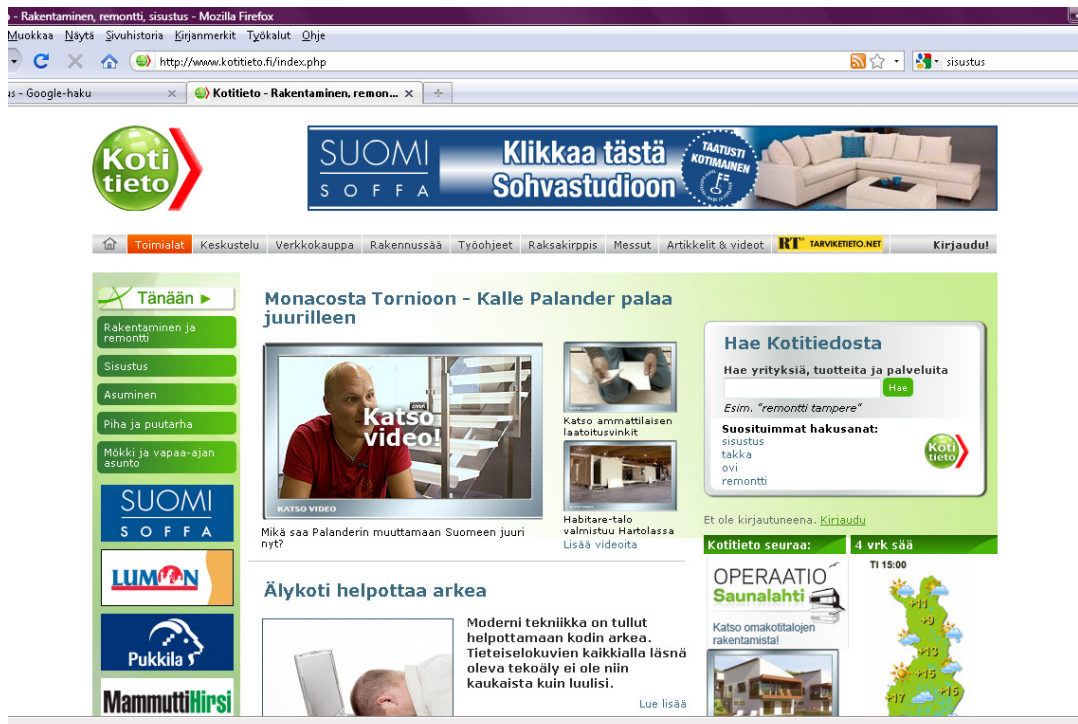 - Rakentaminen, remontti, sisustus - Mozilla Firefox
Muokkaa Näytä Sivuhistoria Kirjanmerkit Työkalut Ohje
http://www.kotitieto.fi/index.php
sisustus
us - Google-haku
Kotitieto - Rakentaminen, remon...
Koti
tieto
SUOMI
SOFFA
Klikkaa tästä
Sohvastudioon
TAATUSTI
KOTIMAINEN
Toimialat Keskustelu Verkkokauppa Rakennussää Työohjeet Raksakirppis Messut Artikkelit & videot RT TARVIKETIETO.NET Kirjaudu!
Tänään
Rakentaminen ja
remontti
Sisustus
Asuminen
Piha ja puutarha
Mökki ja vapaa-ajan
asunto
SUOMI
SOFFA
LUMON
Pukkila
MammuttiHirsi
Monacosta Tornioon - Kalle Palander palaa
juurilleen
Katso
video!
KATSO VIDEO
Mikä saa Palanderin muuttamaan Suomeen juuri
nyt?
Katso ammattilaisen
laatoitusvinkit
Habitare-talo
valmistuu Hartolassa
Lisää videoita
Älykoti helpottaa arkea
Moderni tekniikka on tullut
helpottamaan kodin arkea.
Tieteiselokuvien kaikkialla läsnä
oleva tekoäly ei ole niin
kaukaista kuin luulisi.
Lue lisää
Hae Kotitiedosta
Hae yrityksiä, tuotteita ja palveluita
Hae
Esim. "remontti tampere"
Suosituimmat hakusanat:
sisustus
takka
ovi
remontti
Koti
tieto
Et ole kirjautuneena. Kirjaudu
Kotitieto seuraa:
OPERAATIO
Saunalahti
Katso omakotitalojen
rakentamista!
4 vrk sää
TI 15:00
+11
+9
+13
+15
+17
+15